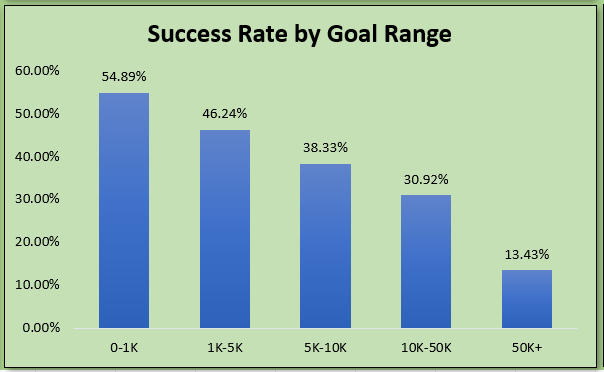 Success Rate by Goal Range
60.00%
50.00%
40.00%
30.00%
20.00%
10.00%
0.00%
54.89%
46.24%
38.33%
30.92%
13.43%
0-1K
1K-5K
5K-10K
10K-50K
50K+